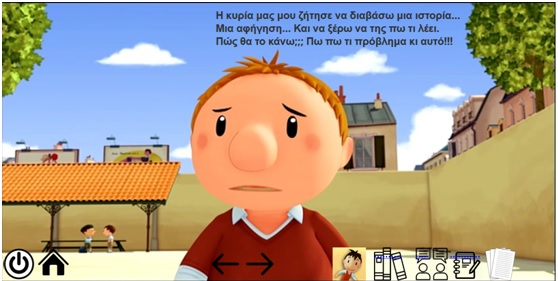 Η κυρία μας μου ζήτησε να διαβάσω μια ιστορία...
Μια αφήγηση... Και να ξέρω να της πω τι λέει.
Πώς θα το κάνω;;; Πω πω τι πρόβλημα κι αυτό!!!